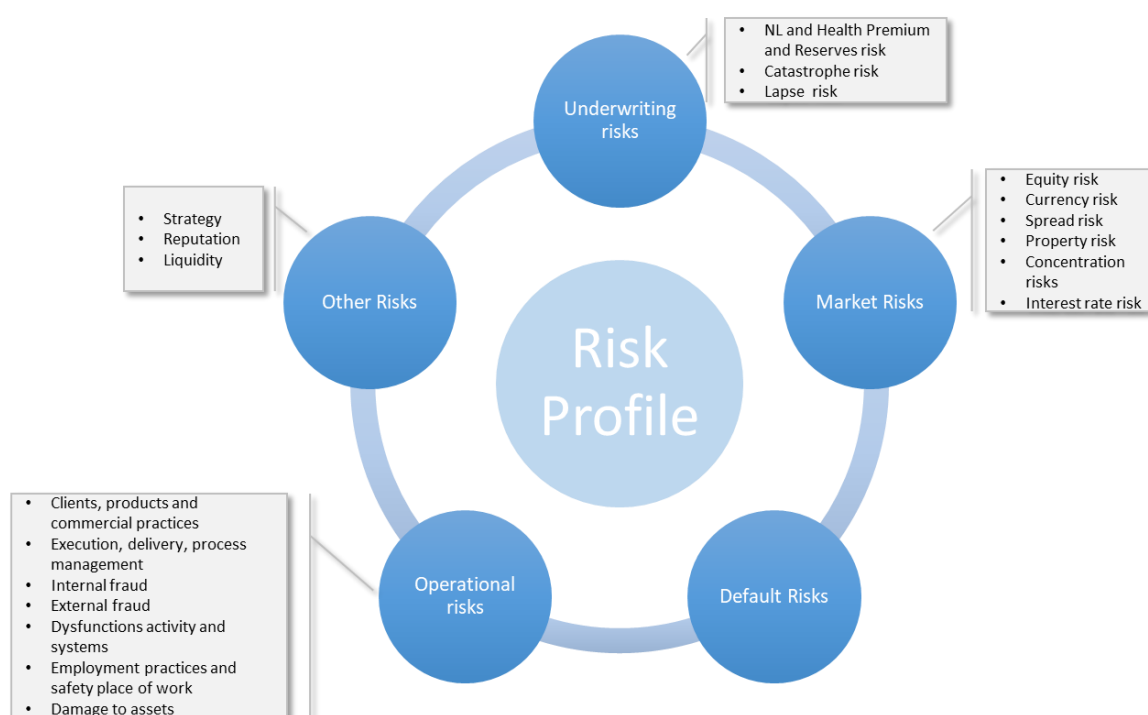 • NL and Health Premium
and Reserves risk
• Catastrophe risk
• Lapse risk
Underwriting
risks
• Equity risk
• Currency risk
• Spread risk
• Property risk
• Concentration
risks
• Interest rate risk
Market Risks
• Strategy
• Reputation
• Liquidity
Other Risks
Risk
Profile
• Clients, products and
commercial practices
• Execution, delivery, process
management
• Internal fraud
• External fraud
• Dysfunctions activity and
systems
• Employment practices and
safety place of work
• Damage to assets
Operational
risks
Default Risks